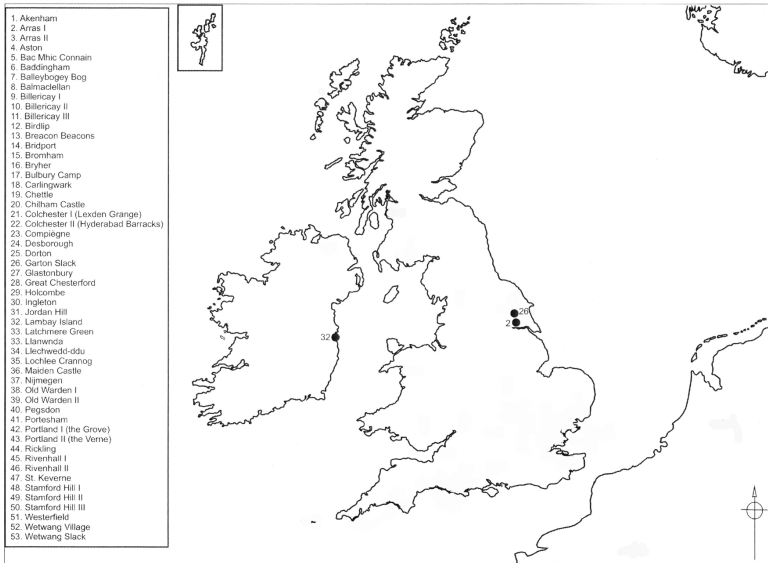 1. Akenham
2. Arras I
3. Arras II
4. Aston
5. Bac Mhic Connain
6. Baddingham
7. Balleybogey Bog
8. Balmaclellan
9. Billericay I
10. Billericay II
11. Billericay III
12. Birdlip
13. Breacon Beacons
14. Bridport
15. Bromham
16. Bryher
17. Bulbury Camp
18. Carlingwark
19. Chettle
20. Chilham Castle
21. Colchester I (Lexden Grange)
22. Colchester II (Hyderabad Barracks)
23. Compiègne
24. Desborough
25. Dorton
26. Garton Slack
27. Glastonbury
28. Great Chesterford
29. Holcombe
30. Ingleton
31. Jordan Hill
32. Lambay Island
33. Latchmere Green
33. Llanwnda
34. Llechwedd-ddu
35. Lochlee Crannog
36. Maiden Castle
37. Nijmegen
38. Old Warden I
39. Old Warden II
40. Pegsdon
41. Portesham
42. Portland I (the Grove)
43. Portland II (the Verne)
44. Rickling
45. Rivenhall I
46. Rivenhall II
47. St. Keverne
48. Stamford Hill I
49. Stamford Hill II
50. Stamford Hill III
51. Westerfield
52. Wetwang Village
53. Wetwang Slack
26
2
32